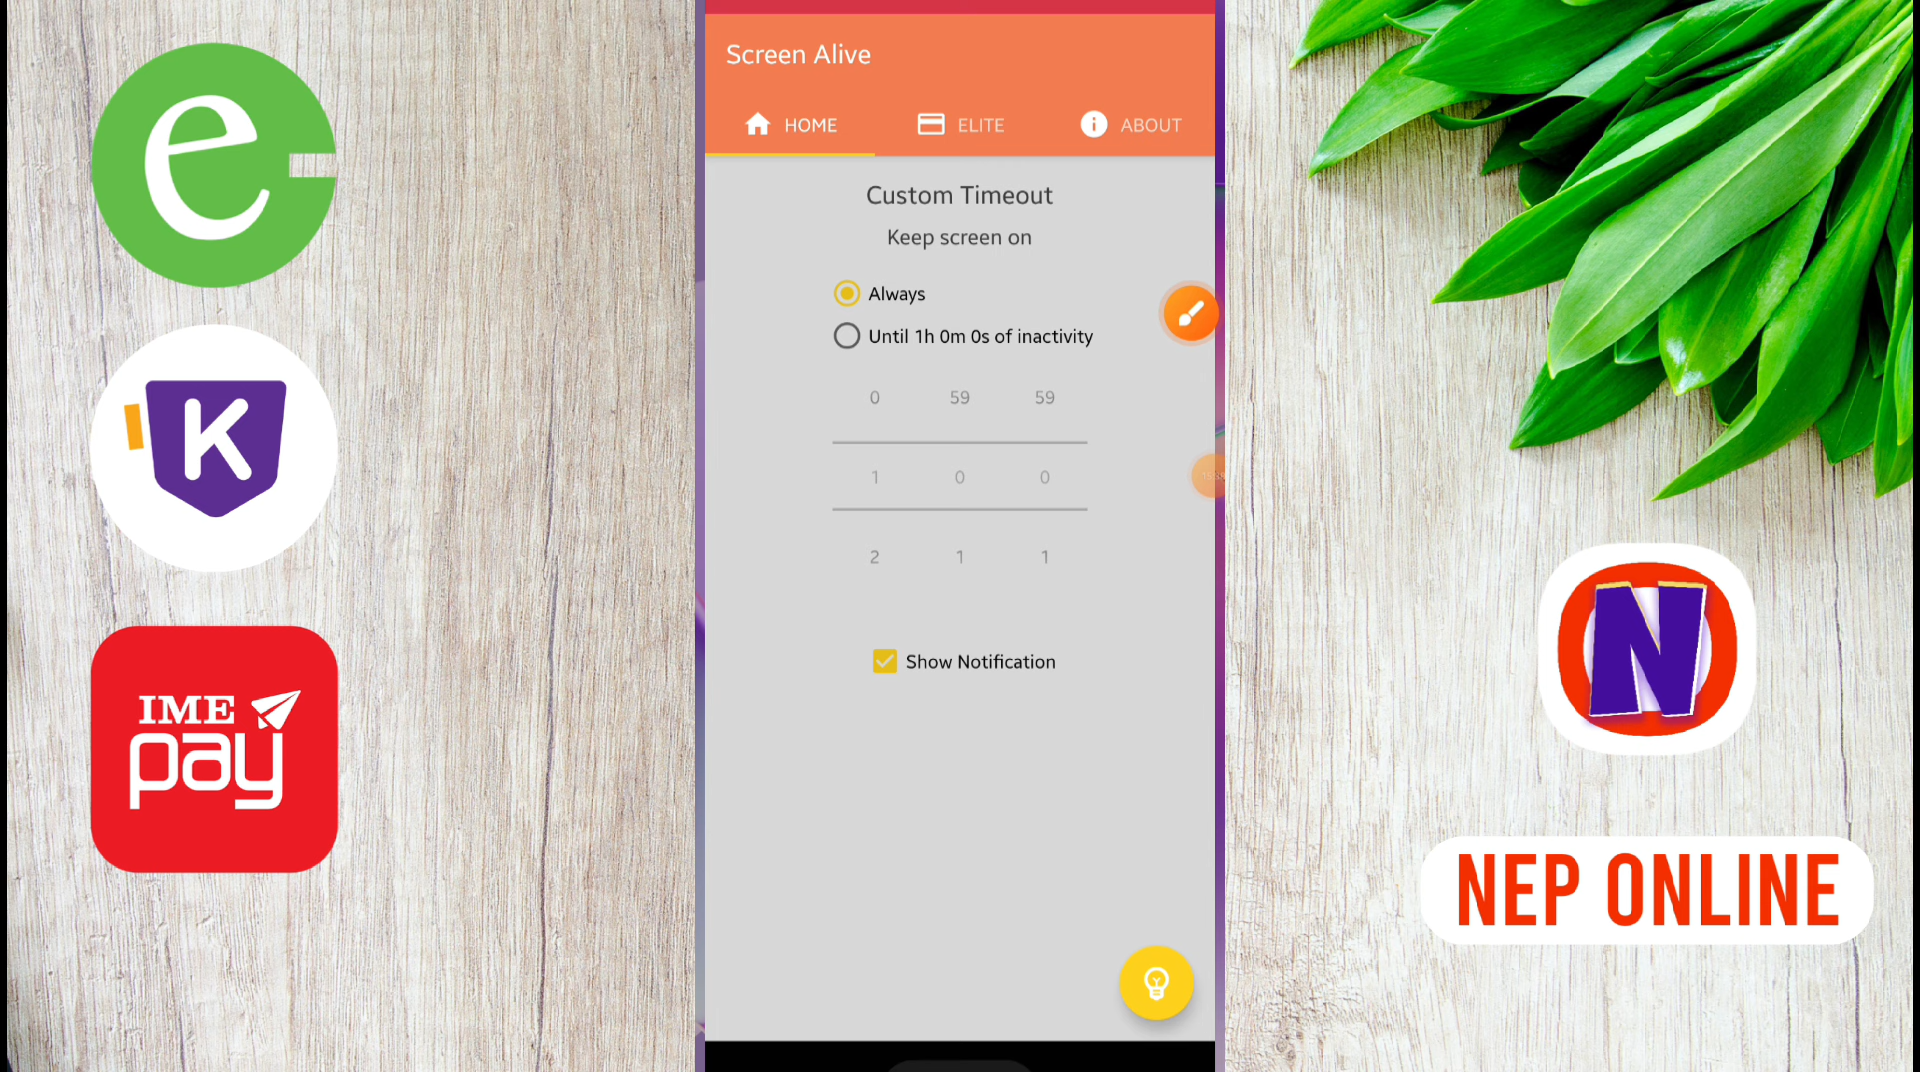 e
K
IME
pay
Screen Alive
HOME
ELITE
ABOUT
Custom Timeout
Keep screen on
Always
Until 1h 0m 0s of inactivity
0 59 59
1 0 0
2 1 1
Show Notification
N
NEP ONLINE